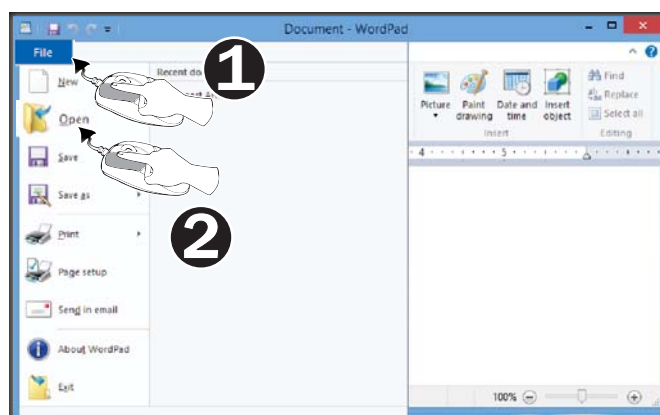 Document - WordPad
File
1
New
Recent do
Open
Save
Save as
2
Print
Page setup
Send in email
About WordPad
Exit
Picture
Paint drawing
Date and time
Insert object
Insert
Find
Replace
Select all
Editing
4 5
100%